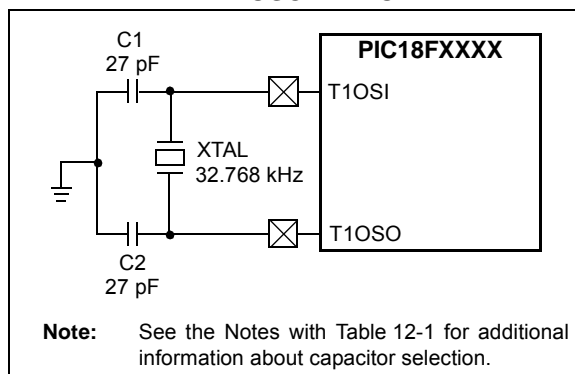 C1
27 pF
PIC18FXXXX
T1OSI
XTAL
32.768 kHz
T1OSO
C2
27 pF
Note: See the Notes with Table 12-1 for additional
information about capacitor selection.